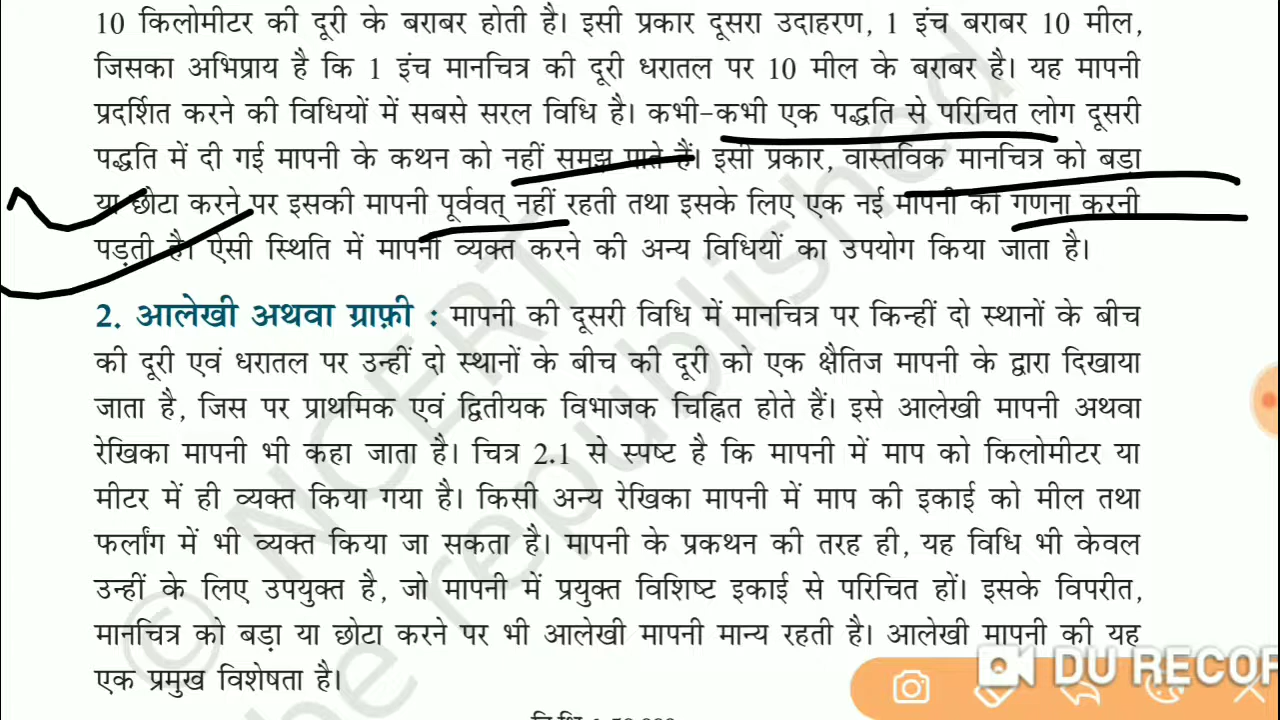 10 किलोमीटर की दूरी के बराबर होती है। इसी प्रकार दूसरा उदाहरण, 1 इंच बराबर 10 मील,
जिसका अभिप्राय है कि 1 इंच मानचित्र की दूरी धरातल पर 10 मील के बराबर है। यह मापनी
प्रदर्शित करने की विधियों में सबसे सरल विधि है। कभी-कभी एक पद्धति से परिचित लोग दूसरी
पद्धति में दी गई मापनी के कथन को नहीं समझ पाते हैं। इसी प्रकार, वास्तविक मानचित्र को बड़ा
या छोटा करने पर इसकी मापनी पूर्ववत् नहीं रहती तथा इसके लिए एक नई मापनी की गणना करनी
पड़ती है। ऐसी स्थिति में मापनी व्यक्त करने की अन्य विधियों का उपयोग किया जाता है।
2. आलेखी अथवा ग्राफ़ी : मापनी की दूसरी विधि में मानचित्र पर किन्हीं दो स्थानों के बीच
की दूरी एवं धरातल पर उन्हीं दो स्थानों के बीच की दूरी को एक क्षैतिज मापनी के द्वारा दिखाया
जाता है, जिस पर प्राथमिक एवं द्वितीयक विभाजक चिह्नित होते हैं। इसे आलेखी मापनी अथवा
रेखिका मापनी भी कहा जाता है। चित्र 2.1 से स्पष्ट है कि मापनी में माप को किलोमीटर या
मीटर में ही व्यक्त किया गया है। किसी अन्य रेखिका मापनी में माप की इकाई को मील तथा
फर्लांग में भी व्यक्त किया जा सकता है। मापनी के प्रकथन की तरह ही, यह विधि भी केवल
उन्हीं के लिए उपयुक्त है, जो मापनी में प्रयुक्त विशिष्ट इकाई से परिचित हों। इसके विपरीत,
मानचित्र को बड़ा या छोटा करने पर भी आलेखी मापनी मान्य रहती है। आलेखी मापनी की यह
एक प्रमुख विशेषता है।
© NCERT
be republished
DU RECOR